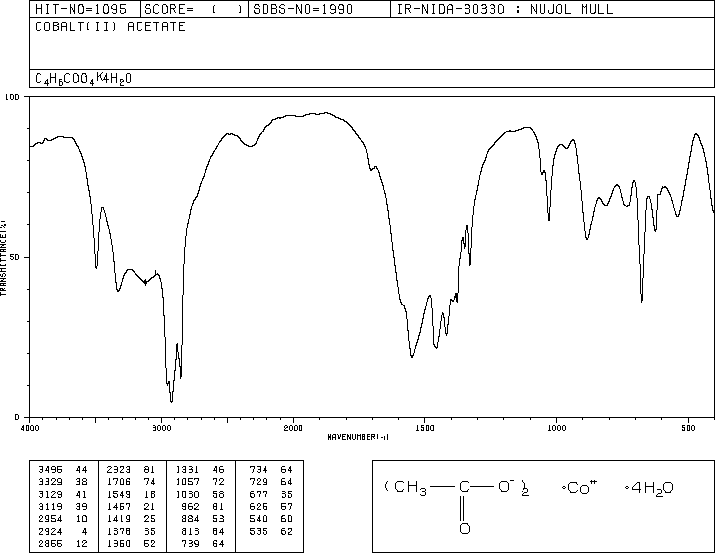 HIT-NO=1095 SCORE= ( ) SDBS-NO=1990 IR-NIDA-30330 : NUJOL MULL
COBALT(II) ACETATE
C4H6COO4K4H2O
100
50
0
TRANSMITTANCE(%)
4000 3000 2000 1500 1000 500
WAVENUMBER(-1)
3495 44 2323 81 1331 46 734 64
3329 38 1706 74 1057 72 729 64
3129 41 1549 18 1030 58 677 35
3119 39 1457 21 962 81 626 57
2954 10 1419 25 884 53 540 60
2924 4 1378 35 813 84 535 62
2855 12 1350 52 739 64
(CH3 — C — O⁻)2 ·Co⁺⁺ ·4H2O
O